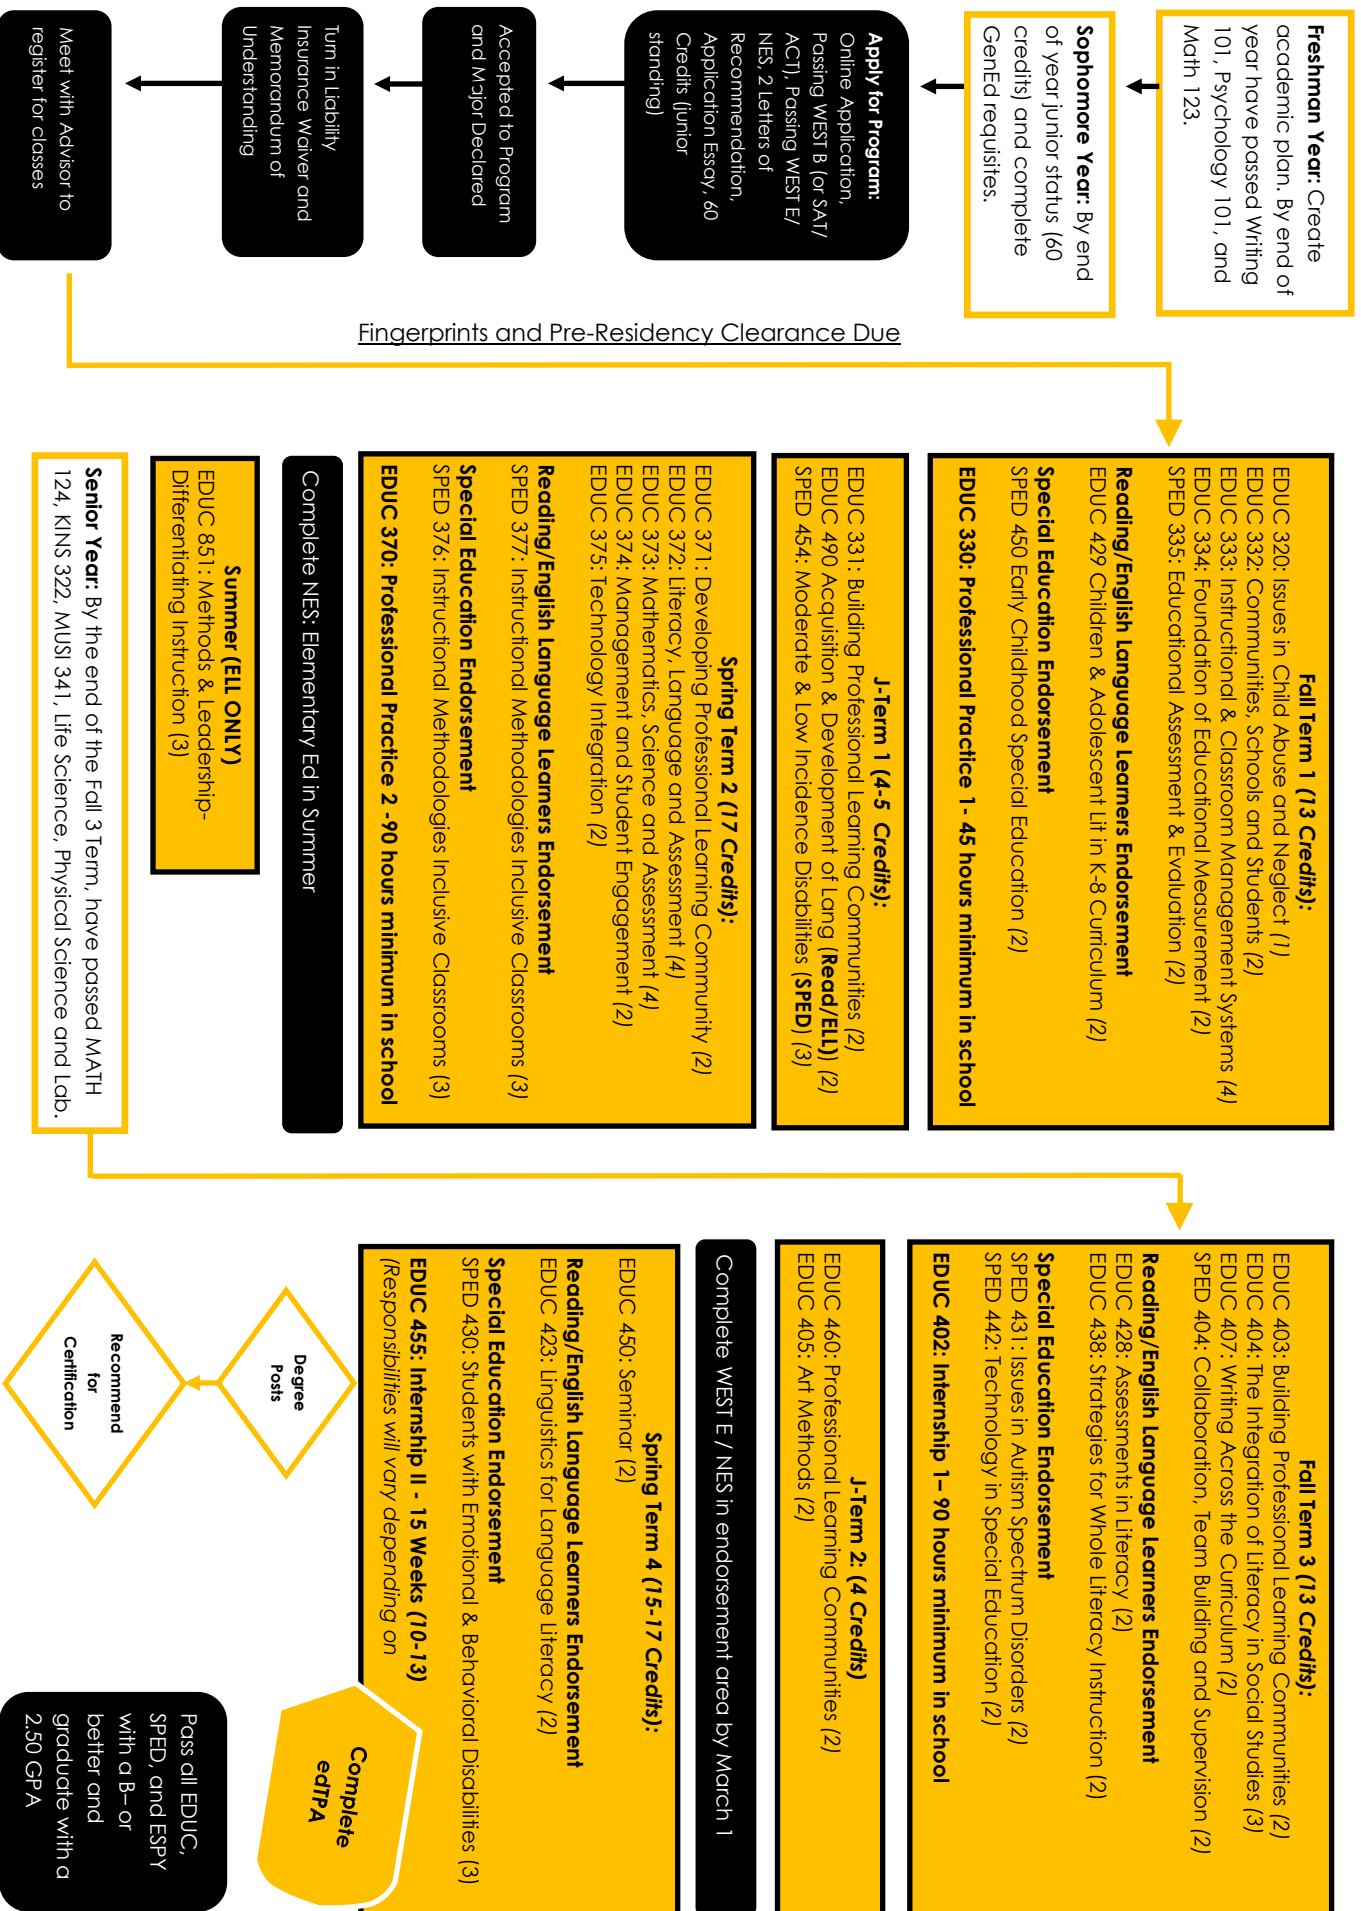 Freshman Year: Create
academic plan. By end of
year have passed Writing
101, Psychology 101, and
Math 123.
Sophomore Year: By end
of year junior status (60
credits) and complete
GenEd requisites.
Apply for Program:
Online Application,
Passing WEST B (or SAT/
ACT), Passing WEST E/
NES, 2 Letters of
Recommendation,
Application Essay, 60
Credits (junior
standing)
Accepted to Program
and Major Declared
Turn in Liability
Insurance Waiver and
Memorandum of
Understanding
Meet with Advisor to
register for classes
Fingerprints and Pre-Residency Clearance Due
Fall Term 1 (13 Credits):
EDUC 320: Issues in Child Abuse and Neglect (1)
EDUC 332: Communities, Schools and Students (2)
EDUC 333: Instructional & Classroom Management Systems (4)
EDUC 334: Foundation of Educational Measurement (2)
SPED 335: Educational Assessment & Evaluation (2)
Reading/English Language Learners Endorsement
EDUC 429 Children & Adolescent Lit in K-8 Curriculum (2)
Special Education Endorsement
SPED 450 Early Childhood Special Education (2)
EDUC 330: Professional Practice 1- 45 hours minimum in school
J-Term 1 (4-5 Credits):
EDUC 331: Building Professional Learning Communities (2)
EDUC 490 Acquisition & Development of Lang (Read/ELL)) (2)
SPED 454: Moderate & Low Incidence Disabilities (SPED) (3)
Spring Term 2 (17 Credits):
EDUC 371: Developing Professional Learning Community (2)
EDUC 372: Literacy, Language and Assessment (4)
EDUC 373: Mathematics, Science and Assessment (4)
EDUC 374: Management and Student Engagement (2)
EDUC 375: Technology Integration (2)
Reading/English Language Learners Endorsement
SPED 377: Instructional Methodologies Inclusive Classrooms (3)
Special Education Endorsement
SPED 376: Instructional Methodologies Inclusive Classrooms (3)
EDUC 370: Professional Practice 2 -90 hours minimum in school
Complete NES: Elementary Ed in Summer
Summer (ELL ONLY)
EDUC 851: Methods & Leadership-
Differentiating Instruction (3)
Senior Year: By the end of the Fall 3 Term, have passed MATH
124, KINS 322, MUSI 341, Life Science, Physical Science and Lab.
Fall Term 3 (13 Credits):
EDUC 403: Building Professional Learning Communities (2)
EDUC 404: The Integration of Literacy in Social Studies (3)
EDUC 407: Writing Across the Curriculum (2)
SPED 404: Collaboration, Team Building and Supervision (2)
Reading/English Language Learners Endorsement
EDUC 428: Assessments in Literacy (2)
EDUC 438: Strategies for Whole Literacy Instruction (2)
Special Education Endorsement
SPED 431: Issues in Autism Spectrum Disorders (2)
SPED 442: Technology in Special Education (2)
EDUC 402: Internship 1– 90 hours minimum in school
J-Term 2: (4 Credits)
EDUC 460: Professional Learning Communities (2)
EDUC 405: Art Methods (2)
Complete WEST E / NES in endorsement area by March 1
Spring Term 4 (15-17 Credits):
EDUC 450: Seminar (2)
Reading/English Language Learners Endorsement
EDUC 423: Linguistics for Language Literacy (2)
Special Education Endorsement
SPED 430: Students with Emotional & Behavioral Disabilities (3)
EDUC 455: Internship II - 15 Weeks (10-13)
(Responsibilities will vary depending on
Complete
edTPA
Degree
Posts
Recommend
for
Certification
Pass all EDUC,
SPED, and ESPY
with a B– or
better and
graduate with a
2.50 GPA